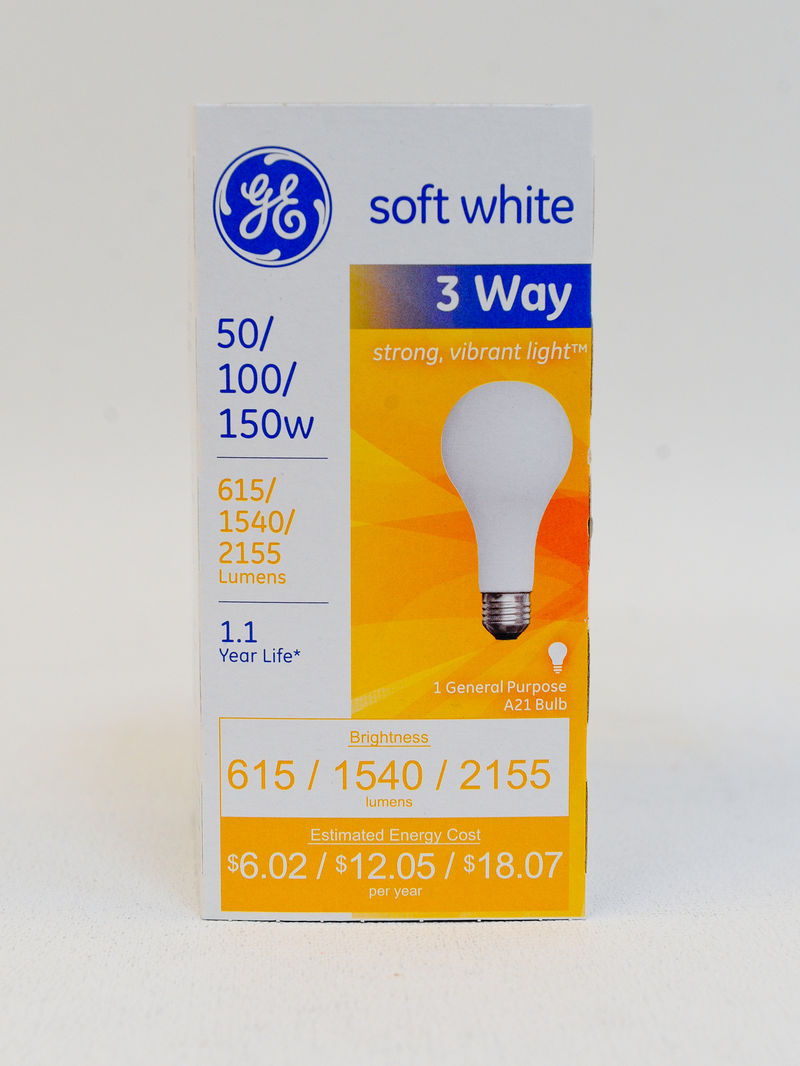 GE
soft white
3 Way
strong, vibrant light™
50/
100/
150w
615/
1540/
2155
Lumens
1.1
Year Life*
1 General Purpose
A21 Bulb
Brightness
615 / 1540 / 2155
lumens
Estimated Energy Cost
$6.02 / $12.05 / $18.07
per year